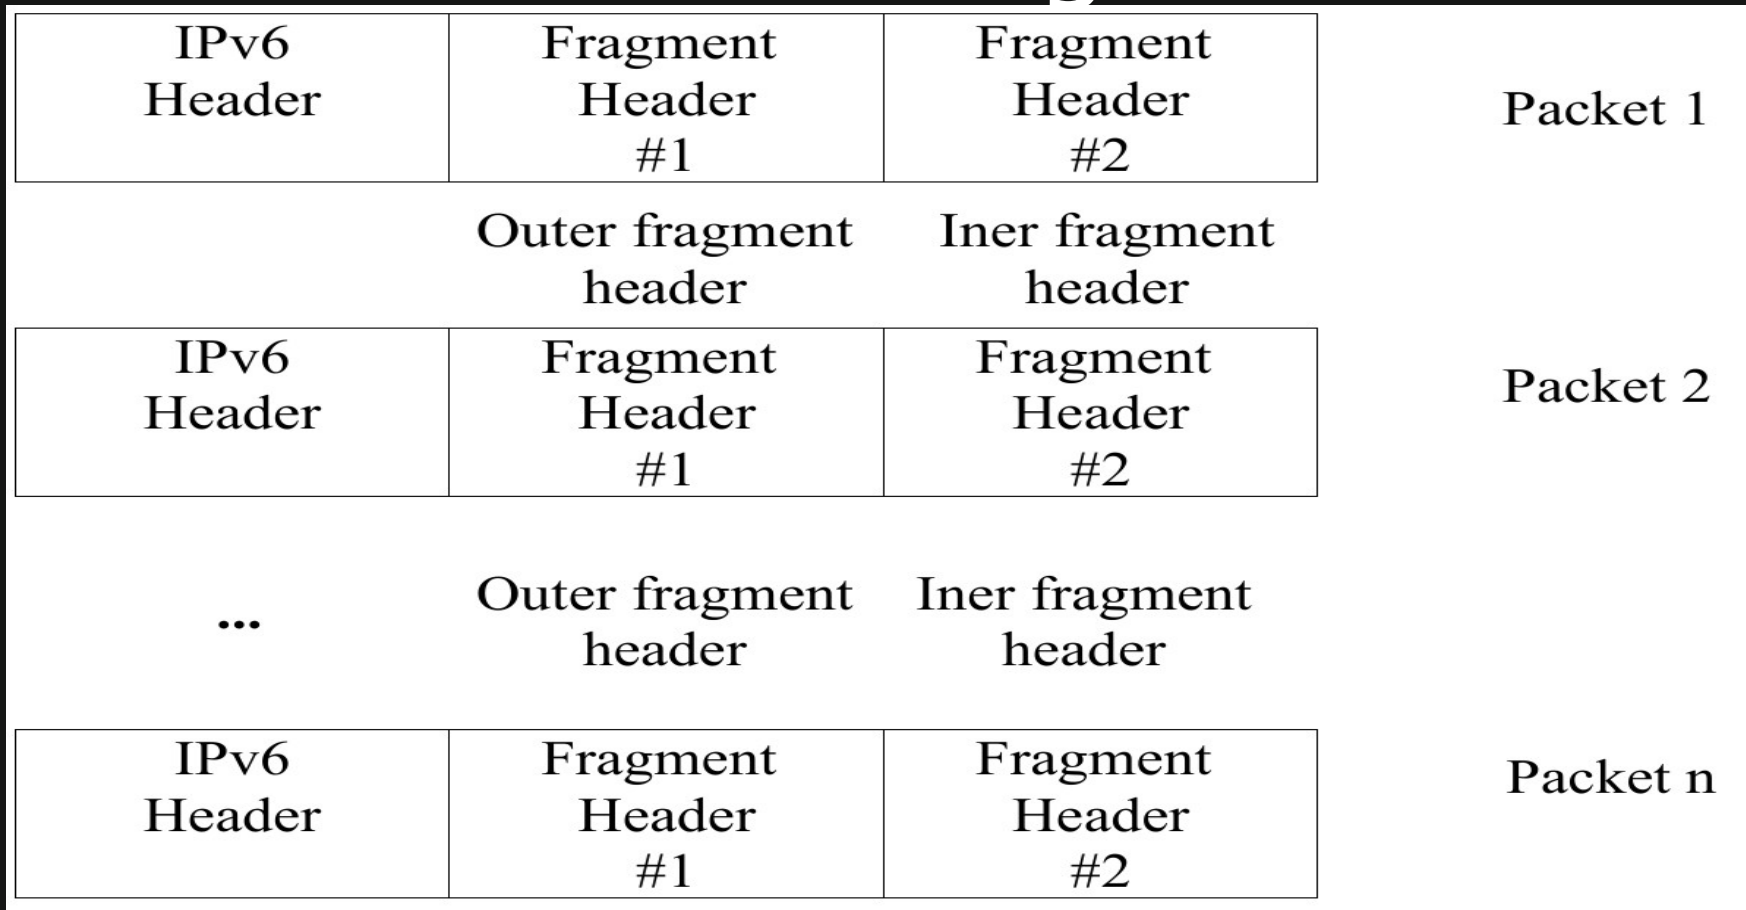 IPv6 Header
Fragment Header #1
Fragment Header #2
Packet 1
Outer fragment header
Iner fragment header
IPv6 Header
Fragment Header #1
Fragment Header #2
Packet 2
...
Outer fragment header
Iner fragment header
IPv6 Header
Fragment Header #1
Fragment Header #2
Packet n